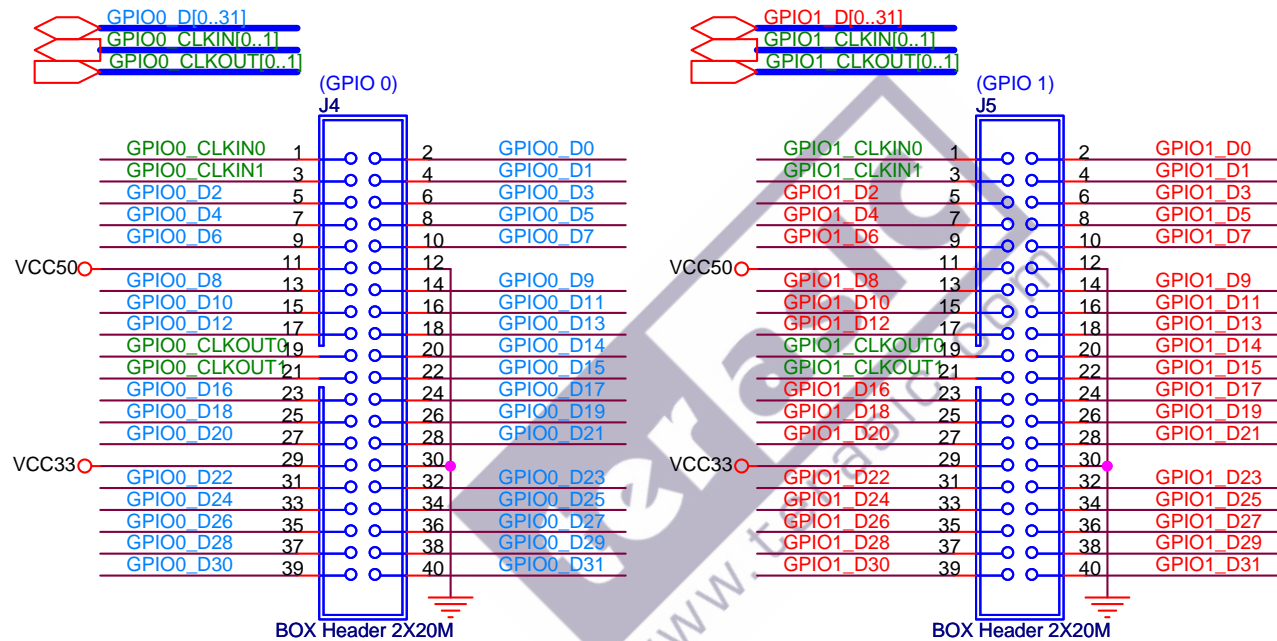 GPIO0_D[0..31]
GPIO0_CLKIN[0..1]
GPIO0_CLKOUT[0..1]
(GPIO 0)
J4
GPIO0_CLKIN0 1 2 GPIO0_D0
GPIO0_CLKIN1 3 4 GPIO0_D1
GPIO0_D2 5 6 GPIO0_D3
GPIO0_D4 7 8 GPIO0_D5
GPIO0_D6 9 10 GPIO0_D7
VCC50 11 12
GPIO0_D8 13 14 GPIO0_D9
GPIO0_D10 15 16 GPIO0_D11
GPIO0_D12 17 18 GPIO0_D13
GPIO0_CLKOUT0 19 20 GPIO0_D14
GPIO0_CLKOUT1 21 22 GPIO0_D15
GPIO0_D16 23 24 GPIO0_D17
GPIO0_D18 25 26 GPIO0_D19
GPIO0_D20 27 28 GPIO0_D21
VCC33 29 30
GPIO0_D22 31 32 GPIO0_D23
GPIO0_D24 33 34 GPIO0_D25
GPIO0_D26 35 36 GPIO0_D27
GPIO0_D28 37 38 GPIO0_D29
GPIO0_D30 39 40 GPIO0_D31
BOX Header 2X20M
GPIO1_D[0..31]
GPIO1_CLKIN[0..1]
GPIO1_CLKOUT[0..1]
(GPIO 1)
J5
GPIO1_CLKIN0 1 2 GPIO1_D0
GPIO1_CLKIN1 3 4 GPIO1_D1
GPIO1_D2 5 6 GPIO1_D3
GPIO1_D4 7 8 GPIO1_D5
GPIO1_D6 9 10 GPIO1_D7
VCC50 11 12
GPIO1_D8 13 14 GPIO1_D9
GPIO1_D10 15 16 GPIO1_D11
GPIO1_D12 17 18 GPIO1_D13
GPIO1_CLKOUT0 19 20 GPIO1_D14
GPIO1_CLKOUT1 21 22 GPIO1_D15
GPIO1_D16 23 24 GPIO1_D17
GPIO1_D18 25 26 GPIO1_D19
GPIO1_D20 27 28 GPIO1_D21
VCC33 29 30
GPIO1_D22 31 32 GPIO1_D23
GPIO1_D24 33 34 GPIO1_D25
GPIO1_D26 35 36 GPIO1_D27
GPIO1_D28 37 38 GPIO1_D29
GPIO1_D30 39 40 GPIO1_D31
BOX Header 2X20M
terasic
www.terasic.com